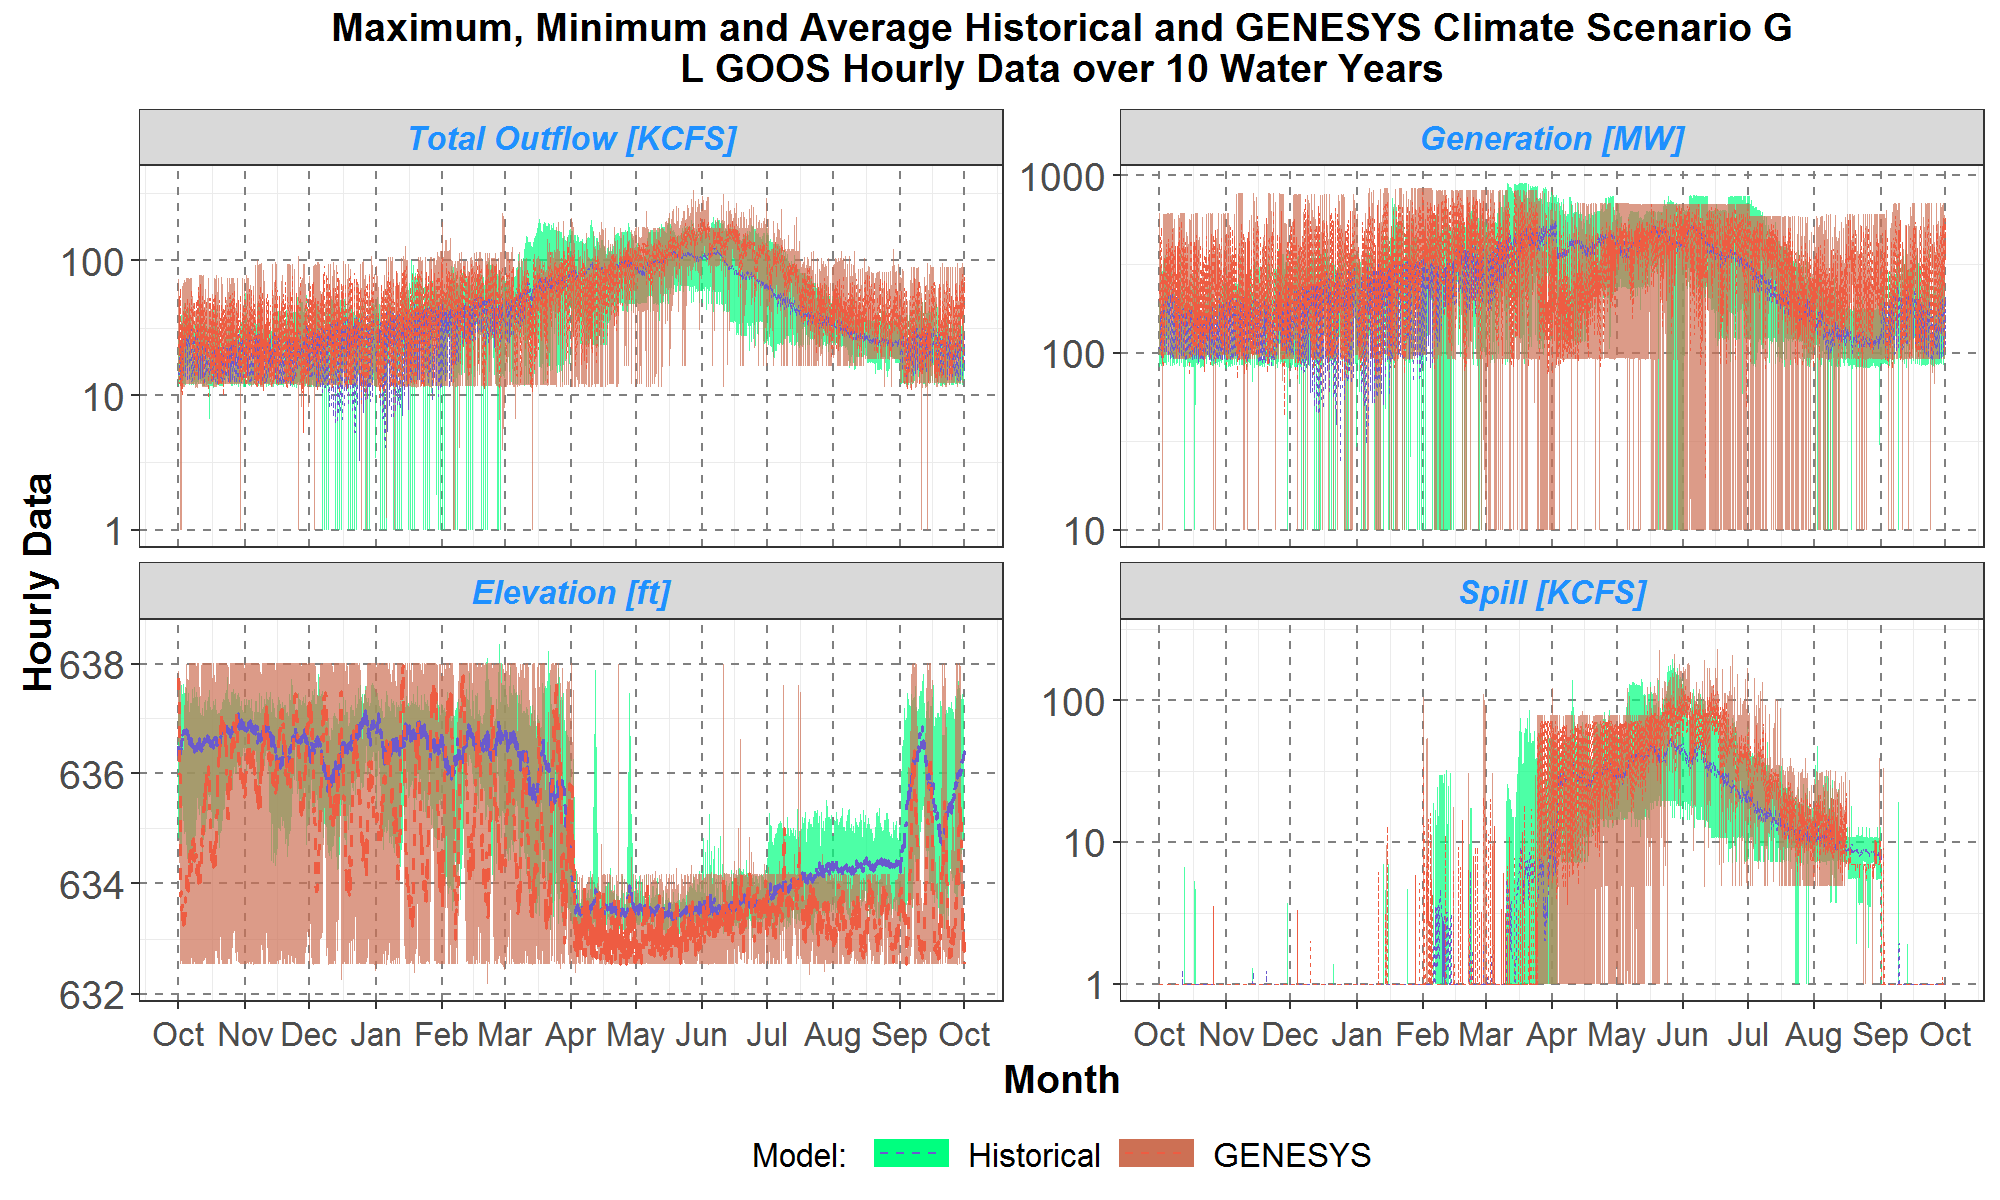 Maximum, Minimum and Average Historical and GENESYS Climate Scenario G
L GOOS Hourly Data over 10 Water Years
Total Outflow [KCFS]
Generation [MW]
100
10
1
1000
100
10
Hourly Data
Elevation [ft]
Spill [KCFS]
638
636
634
632
100
10
1
Oct Nov Dec Jan Feb Mar Apr May Jun Jul Aug Sep Oct
Oct Nov Dec Jan Feb Mar Apr May Jun Jul Aug Sep Oct
Month
Model: Historical GENESYS